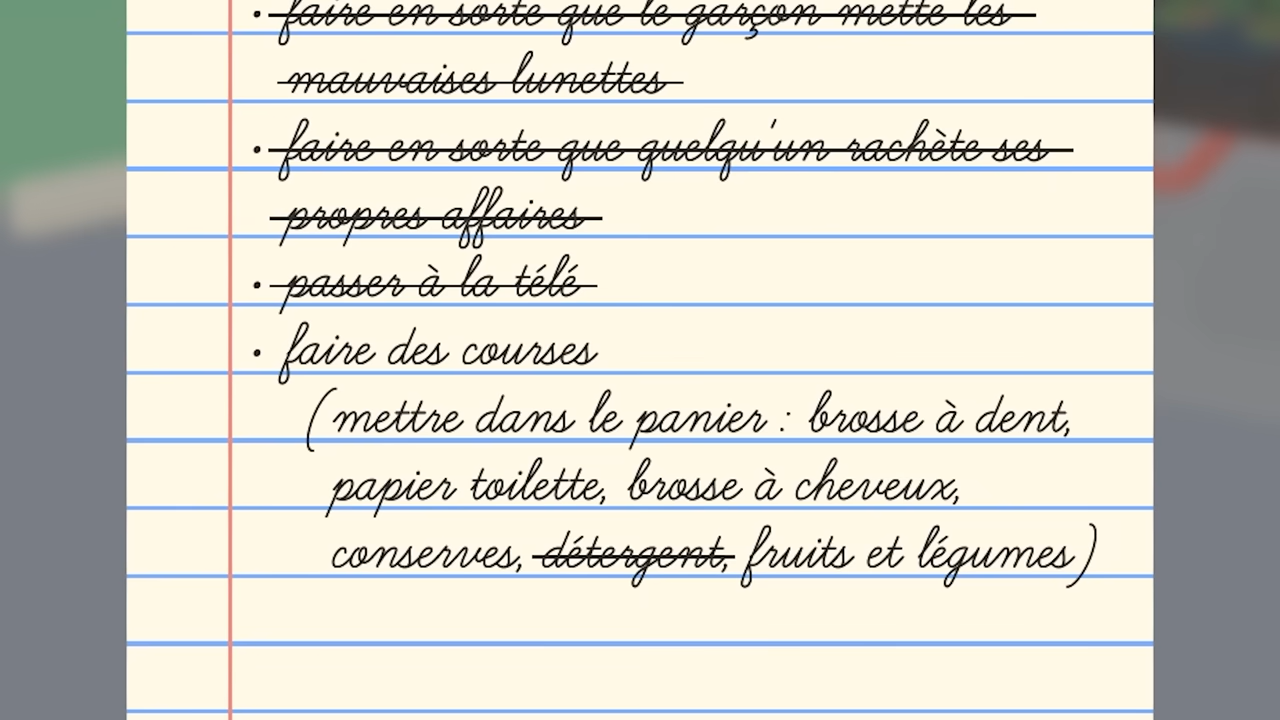 • faire en sorte que le garçon mette les
mauvaises lunettes
• faire en sorte que quelqu'un rachète ses
propres affaires
• passer à la télé
• faire des courses
(mettre dans le panier : brosse à dent,
papier toilette, brosse à cheveux,
conserves, détergent, fruits et légumes)